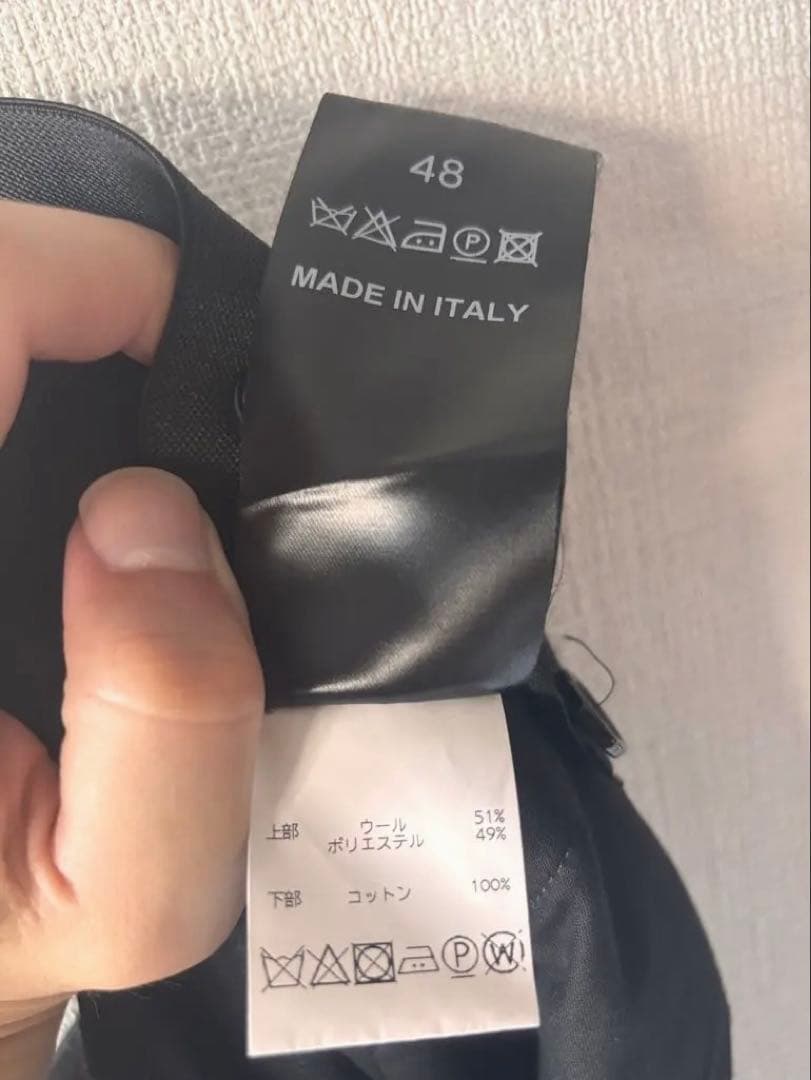 48
P
MADE IN ITALY
上部 ウール 51%
ポリエステル 49%
下部 コットン 100%
P W